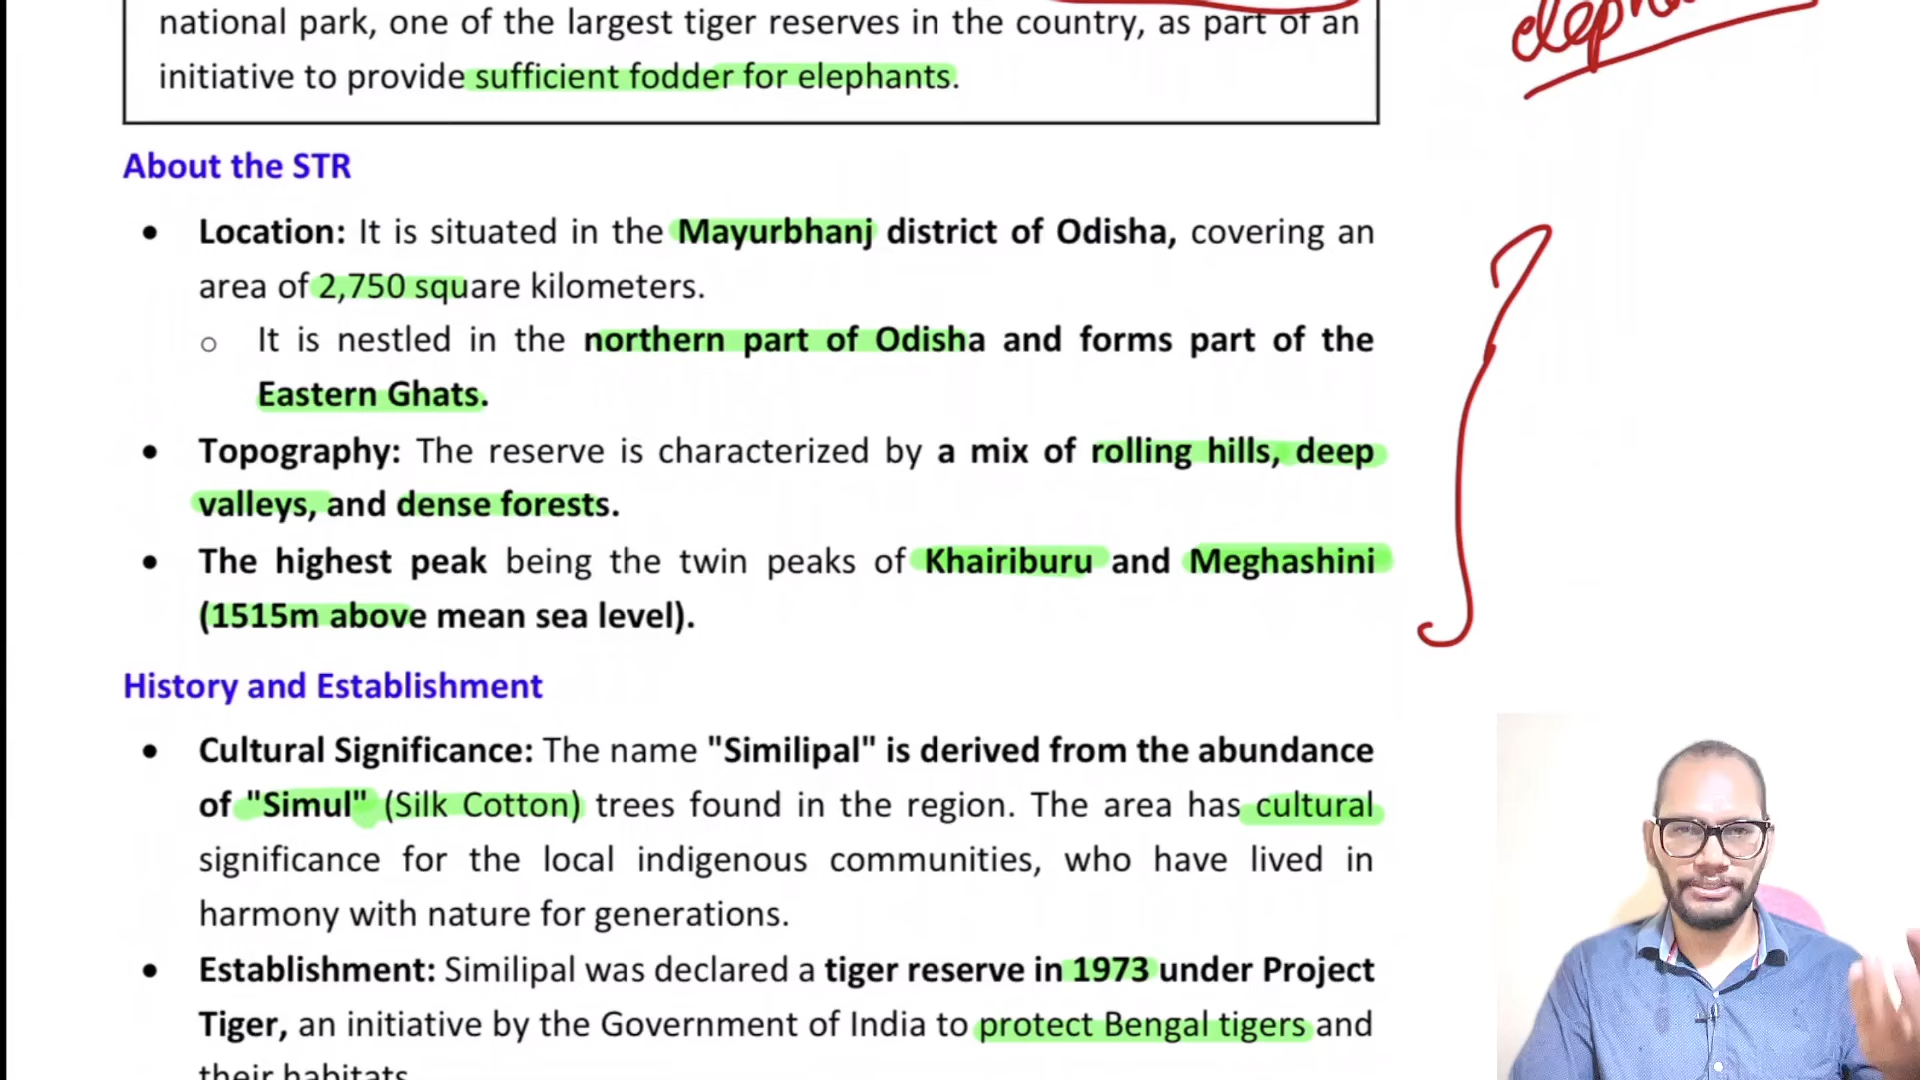 national park, one of the largest tiger reserves in the country, as part of an
initiative to provide sufficient fodder for elephants.
About the STR
• Location: It is situated in the Mayurbhanj district of Odisha, covering an
area of 2,750 square kilometers.
o It is nestled in the northern part of Odisha and forms part of the
Eastern Ghats.
• Topography: The reserve is characterized by a mix of rolling hills, deep
valleys, and dense forests.
• The highest peak being the twin peaks of Khairiburu and Meghashini
(1515m above mean sea level).
History and Establishment
• Cultural Significance: The name "Similipal" is derived from the abundance
of "Simul" (Silk Cotton) trees found in the region. The area has cultural
significance for the local indigenous communities, who have lived in
harmony with nature for generations.
• Establishment: Similipal was declared a tiger reserve in 1973 under Project
Tiger, an initiative by the Government of India to protect Bengal tigers and
their habitats